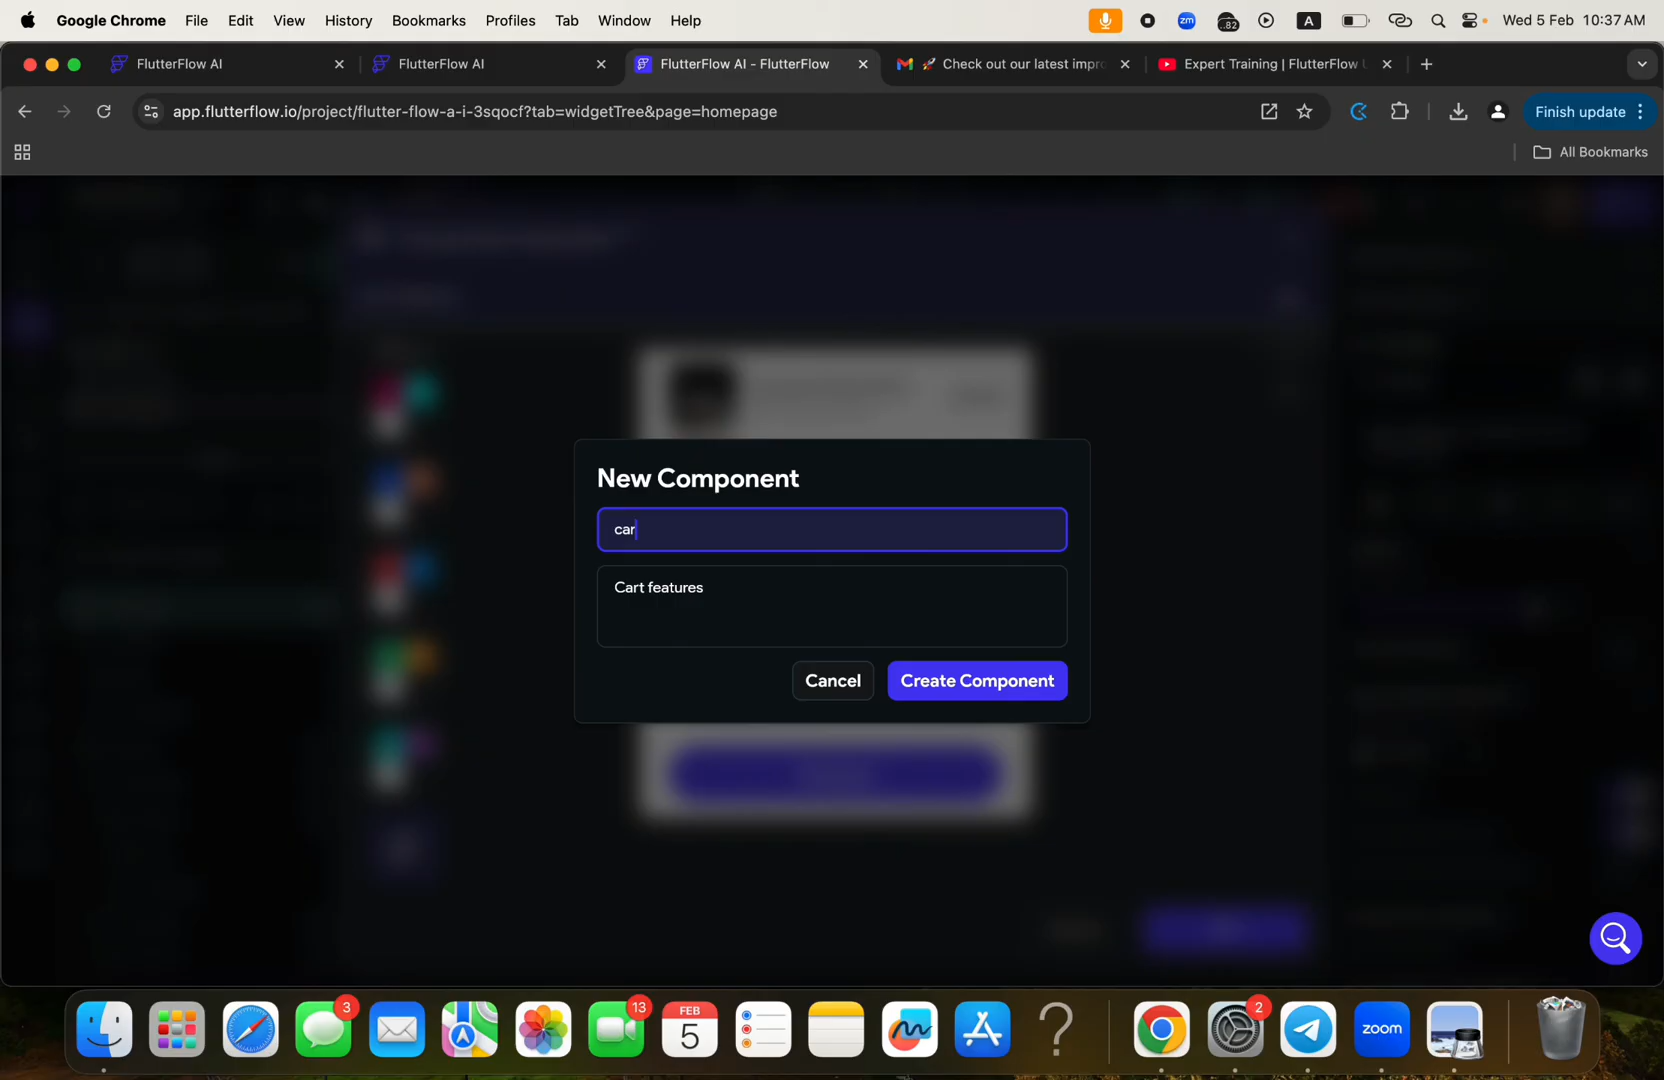 Google Chrome File Edit View History Bookmarks Profiles Tab Window Help
zm .82 A Wed 5 Feb 10:37 AM
FlutterFlow AI
FlutterFlow AI
FlutterFlow AI - FlutterFlow
Check out our latest impro
Expert Training | FlutterFlow U
app.flutterflow.io/project/flutter-flow-a-i-3sqocf?tab=widgetTree&page=homepage
Finish update
All Bookmarks
New Component
car
Cart features
Cancel
Create Component
3
13
FEB
5
2
zoom